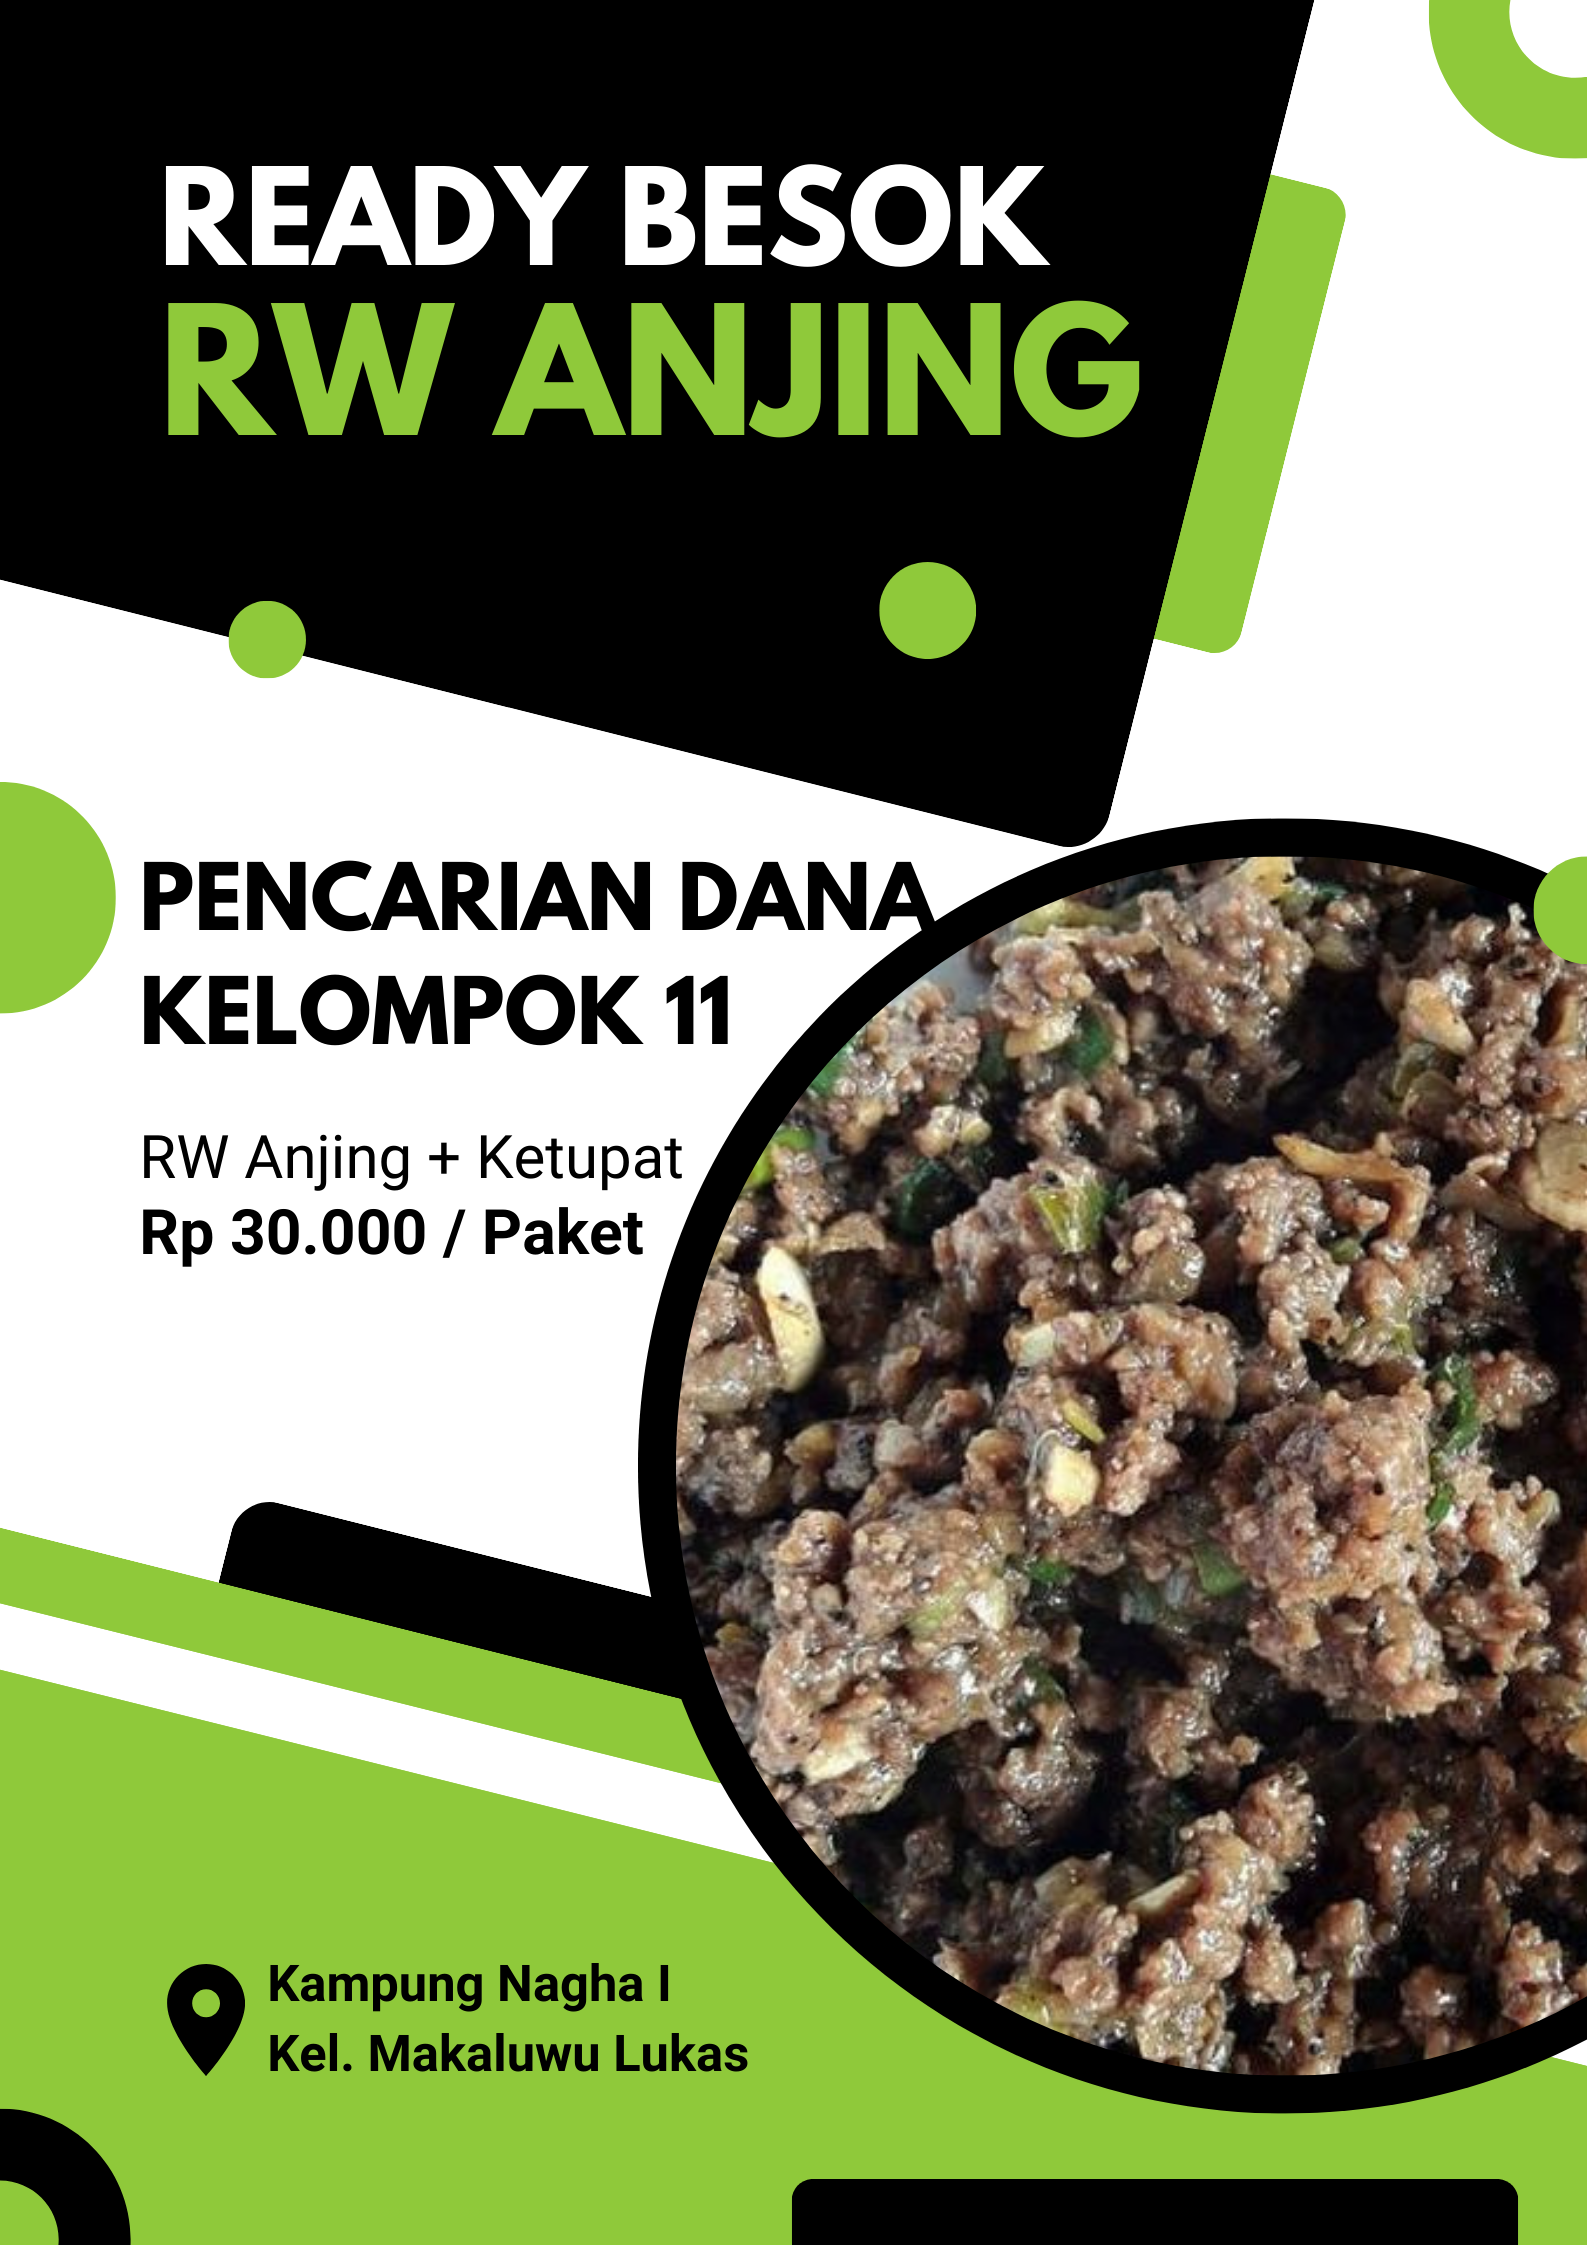 READY BESOK
RW ANJING
PENCARIAN DANA
KELOMPOK 11
RW Anjing + Ketupat
Rp 30.000 / Paket
Kampung Nagha I
Kel. Makaluwu Lukas